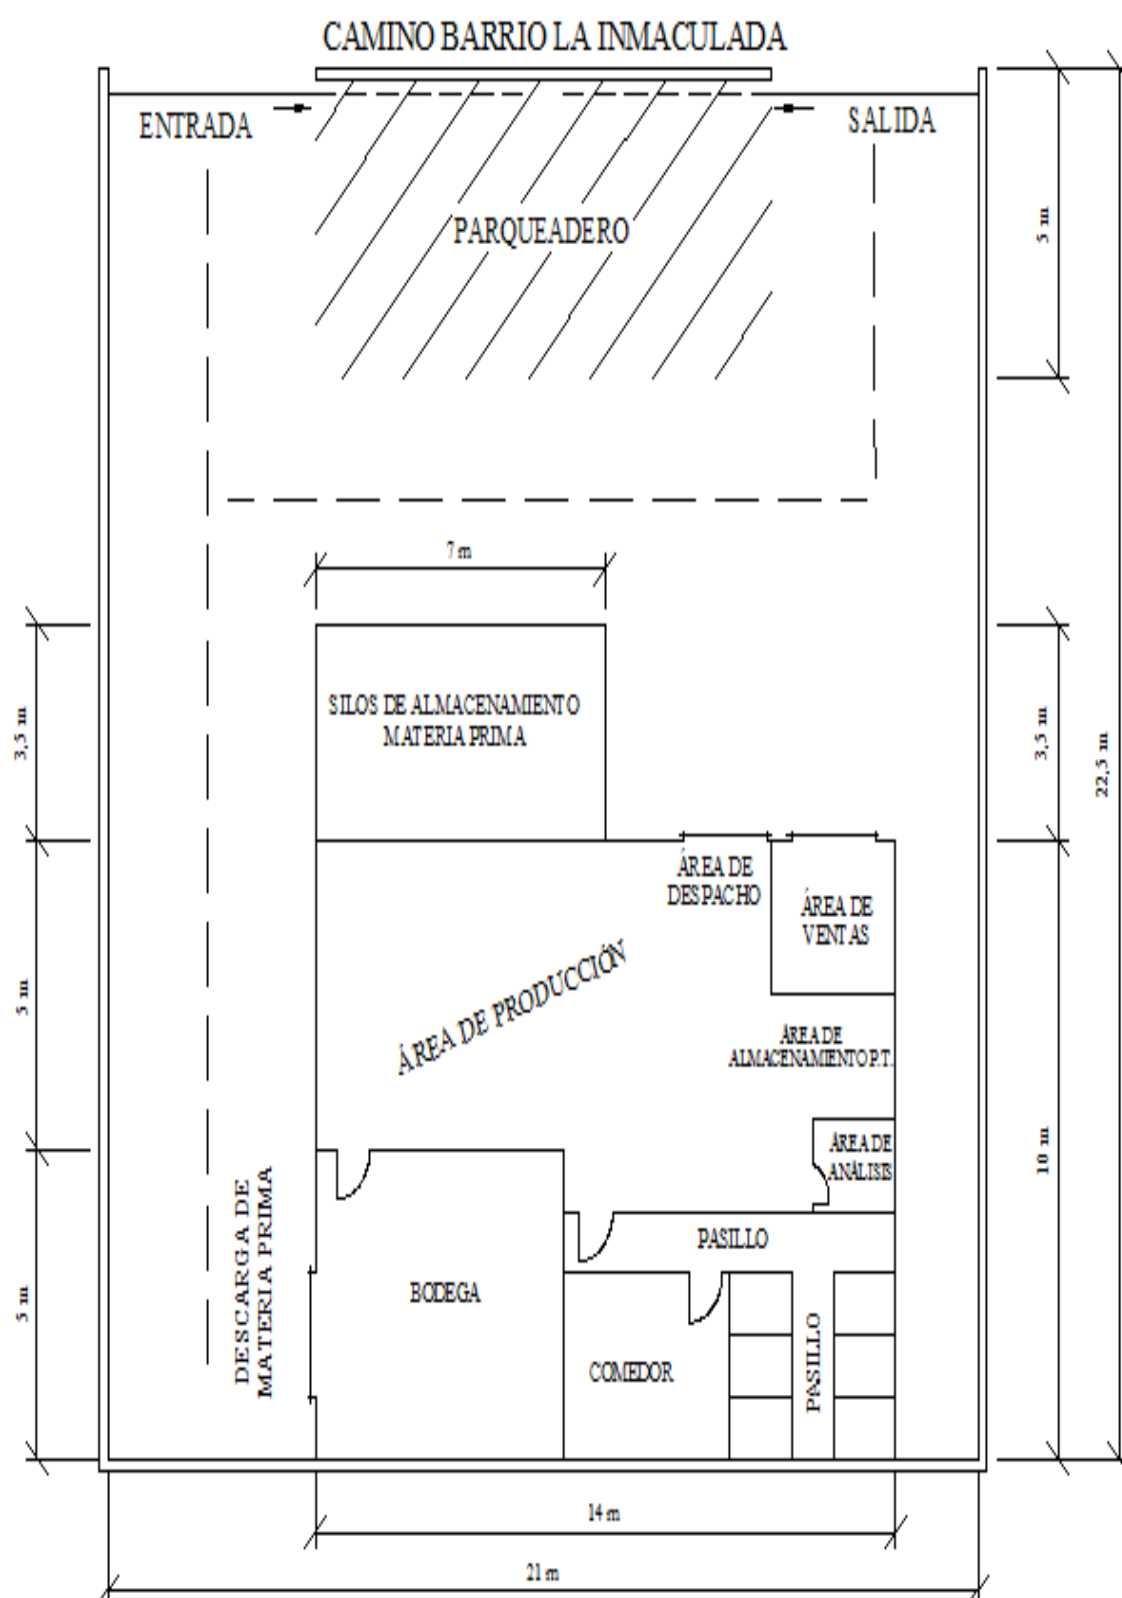 CAMINO BARRIO LA INMACULADA
ENTRADA
SALIDA
PARQUEADERO
5 m
7 m
SILOS DE ALMACENAMIENTO
MATERIA PRIMA
3,5 m
3,5 m
22,5 m
ÁREA DE
DESPACHO
ÁREA DE
VENTAS
ÁREA DE PRODUCCIÓN
5 m
ÁREA DE
ALMACENAMIENTO P.T.
ÁREA DE
ANÁLISIS
10 m
DESCARGA DE
MATERIA PRIMA
PASILLO
BODEGA
5 m
COMEDOR
PASILLO
14 m
21 m